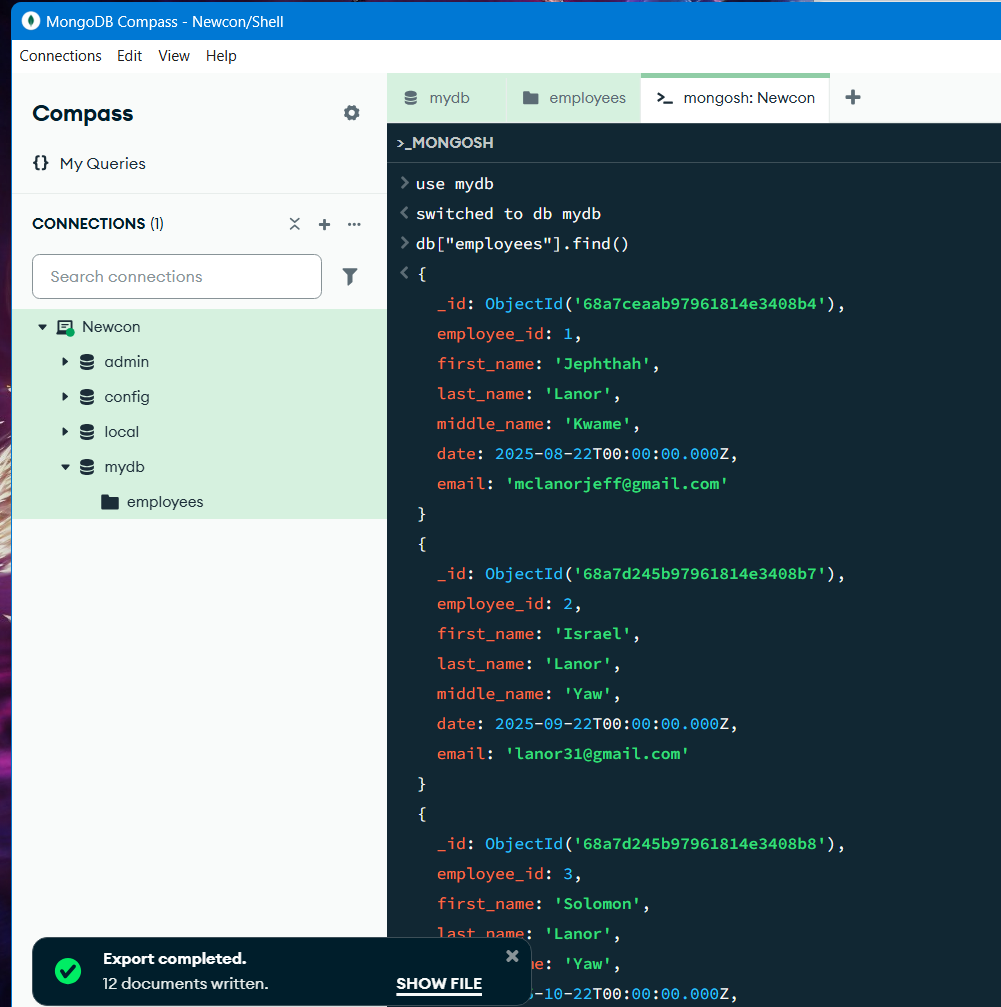 MongoDB Compass - Newcon/Shell
Connections Edit View Help
Compass
{} My Queries
CONNECTIONS (1)
Search connections
Newcon
admin
config
local
mydb
employees
mydb
employees
>_ mongosh: Newcon
>_MONGOSH
> use mydb
< switched to db mydb
> db["employees"].find()
< {
_id: ObjectId('68a7ceaab97961814e3408b4'),
employee_id: 1,
first_name: 'Jephthah',
last_name: 'Lanor',
middle_name: 'Kwame',
date: 2025-08-22T00:00:00.000Z,
email: 'mclanorjeff@gmail.com'
}
{
_id: ObjectId('68a7d245b97961814e3408b7'),
employee_id: 2,
first_name: 'Israel',
last_name: 'Lanor',
middle_name: 'Yaw',
date: 2025-09-22T00:00:00.000Z,
email: 'lanor31@gmail.com'
}
{
_id: ObjectId('68a7d245b97961814e3408b8'),
employee_id: 3,
first_name: 'Solomon',
last_name: 'Lanor',
me: 'Yaw',
-10-22T00:00:00.000Z,
Export completed.
12 documents written.
SHOW FILE